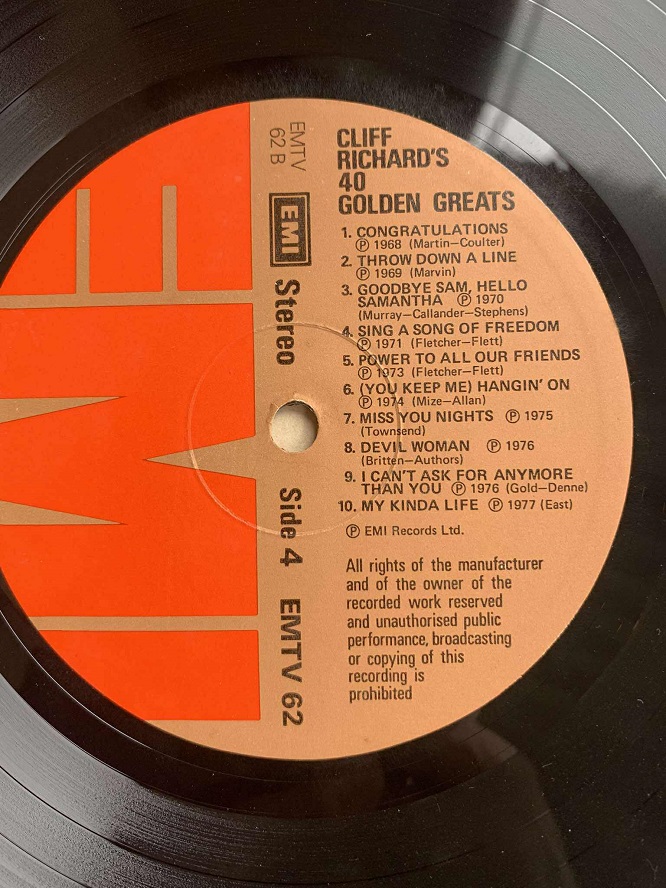 CLIFF
RICHARD'S
40
GOLDEN GREATS
1. CONGRATULATIONS
Ⓟ 1968 (Martin–Coulter)
2. THROW DOWN A LINE
Ⓟ 1969 (Marvin)
3. GOODBYE SAM, HELLO
SAMANTHA Ⓟ 1970
(Murray–Callander–Stephens)
4. SING A SONG OF FREEDOM
Ⓟ 1971 (Fletcher–Flett)
5. POWER TO ALL OUR FRIENDS
Ⓟ 1973 (Fletcher–Flett)
6. (YOU KEEP ME) HANGIN' ON
Ⓟ 1974 (Mize–Allan)
7. MISS YOU NIGHTS Ⓟ 1975
(Townsend)
8. DEVIL WOMAN Ⓟ 1976
(Britten–Authors)
9. I CAN'T ASK FOR ANYMORE
THAN YOU Ⓟ 1976 (Gold–Denne)
10. MY KINDA LIFE Ⓟ 1977 (East)
Ⓟ EMI Records Ltd.
All rights of the manufacturer
and of the owner of the
recorded work reserved
and unauthorised public
performance, broadcasting
or copying of this
recording is
prohibited
EMTV
62 B
EMI Stereo Side 4 EMTV 62
EMI